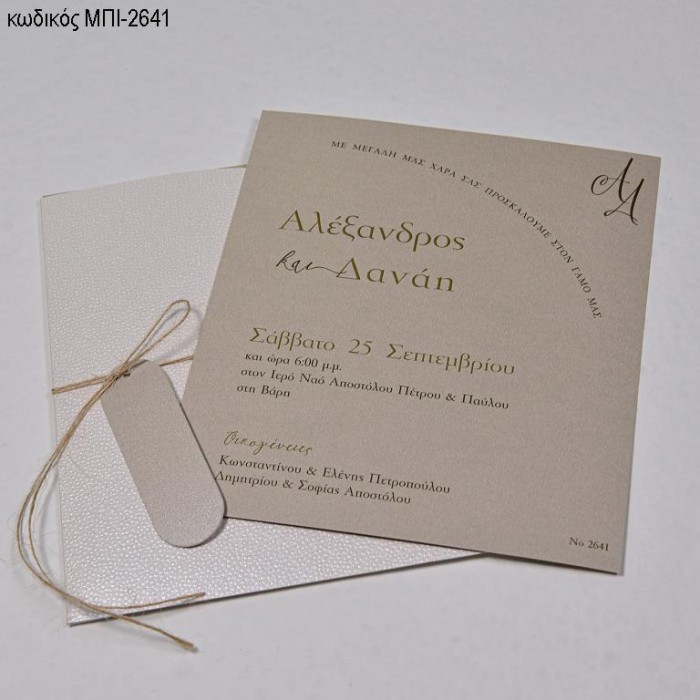 κωδικός ΜΠΙ-2641
ΜΕ ΜΕΓΑΛΗ ΜΑΣ ΧΑΡΑ ΣΑΣ ΠΡΟΣΚΑΛΟΥΜΕ ΣΤΟΝ ΓΑΜΟ ΜΑΣ
ΑΔ
Αλέξανδρος
και Δανάη
Σάββατο 25 Σεπτεμβρίου
και ώρα 6:00 μ.μ.
στον Ιερό Ναό Αποστόλου Πέτρου & Παύλου
στη Βάρη
Οικογένειες
Κωνσταντίνου & Ελένης Πετροπούλου
Δημητρίου & Σοφίας Αποστόλου
Νο 2641